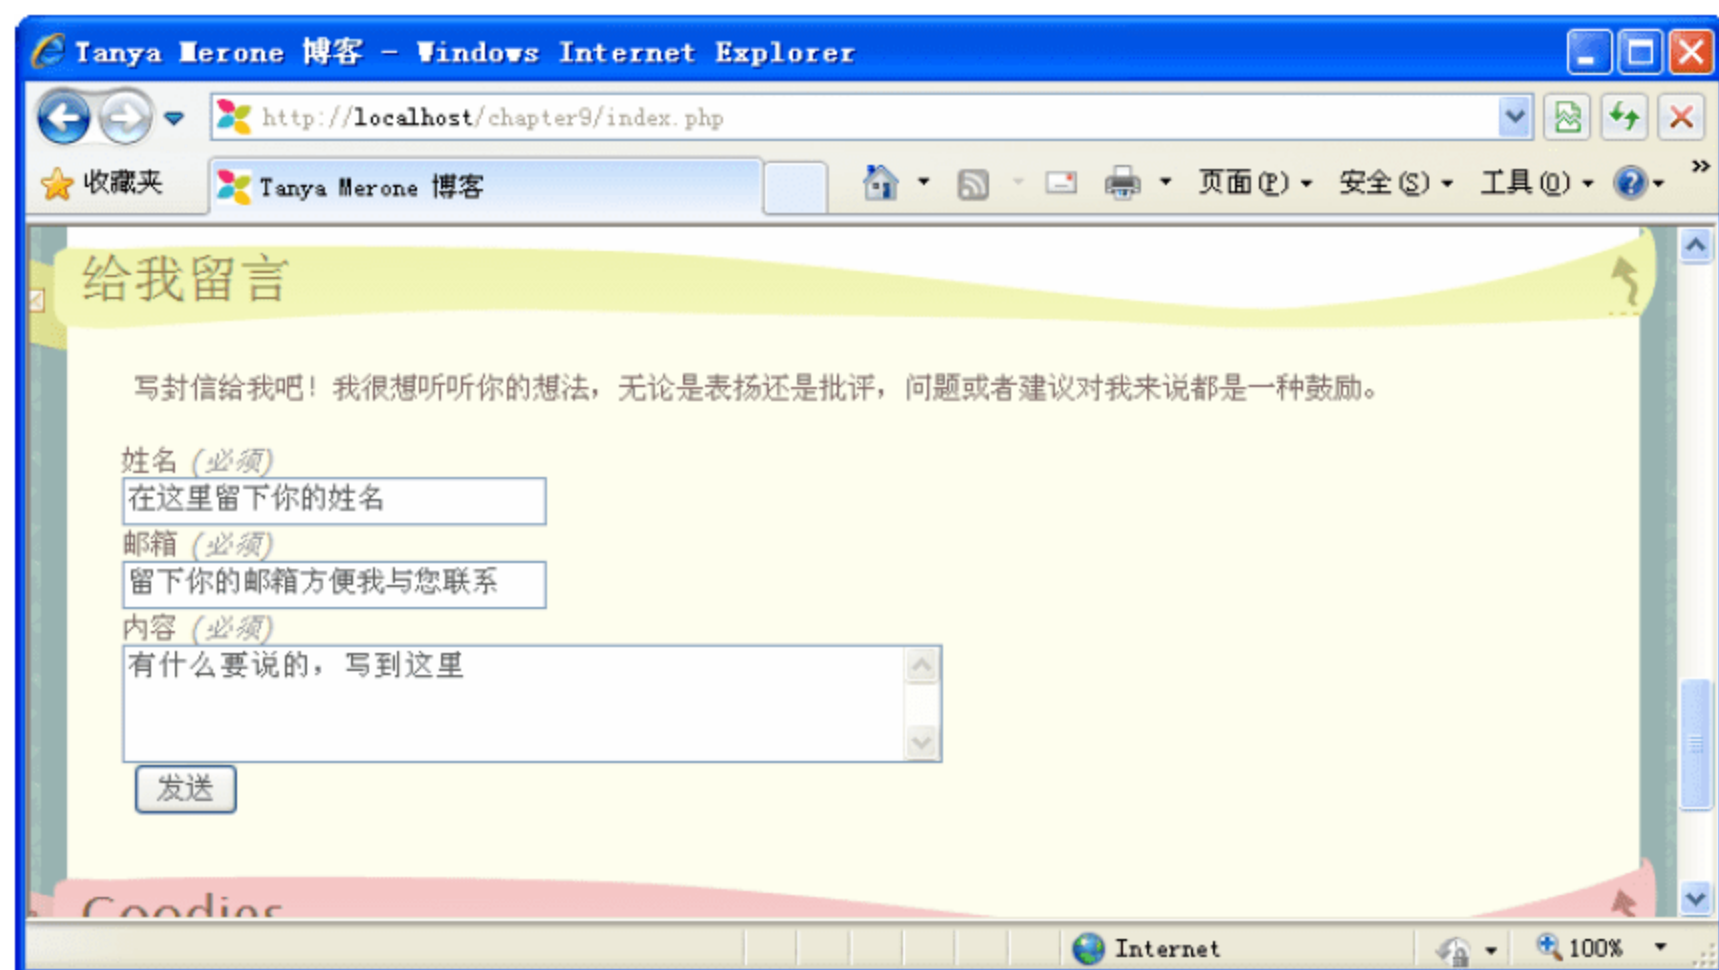 Tanya Merone 博客 - Windows Internet Explorer
http://localhost/chapter9/index.php
收藏夹 Tanya Merone 博客 页面(P) 安全(S) 工具(O) »
给我留言
写封信给我吧！我很想听听你的想法，无论是表扬还是批评，问题或者建议对我来说都是一种鼓励。
姓名 (必须)
在这里留下你的姓名
邮箱 (必须)
留下你的邮箱方便我与您联系
内容 (必须)
有什么要说的，写到这里
发送
Goodies
Internet 100%